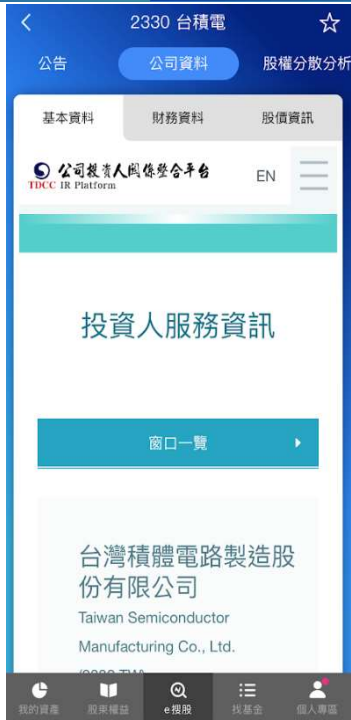 2330 台積電
公告 公司資料 股權分散分析
基本資料 財務資料 股價資訊
公司投資人關係整合平台 EN
TDCC IR Platform
投資人服務資訊
窗口一覽
台灣積體電路製造股
份有限公司
Taiwan Semiconductor
Manufacturing Co., Ltd.
我的資產 股東權益 e搜股 找基金 個人專區